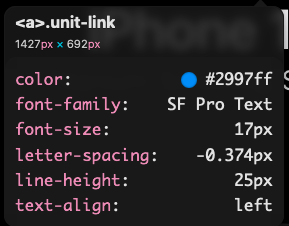 <a>.unit-link
1427px × 692px
color: #2997ff
font-family: SF Pro Text
font-size: 17px
letter-spacing: -0.374px
line-height: 25px
text-align: left